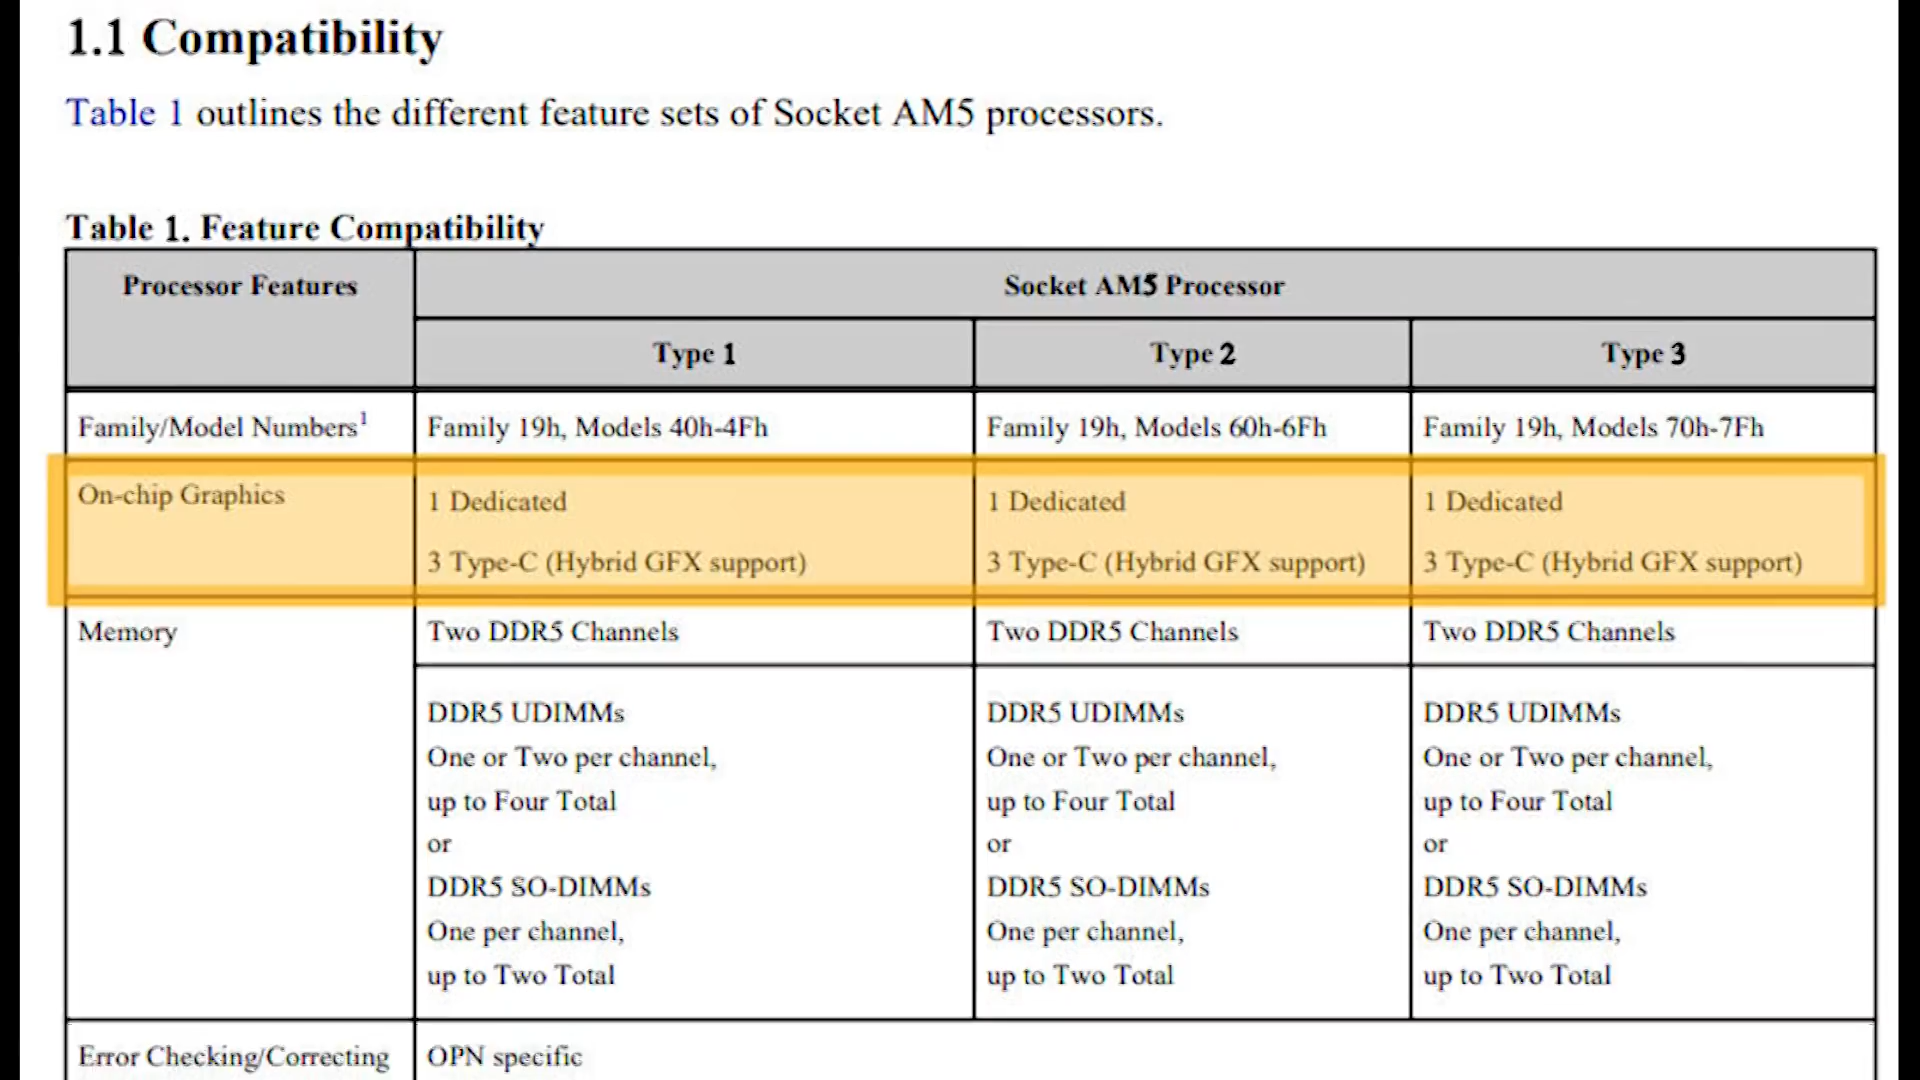 1.1 Compatibility
Table 1 outlines the different feature sets of Socket AM5 processors.
Table 1. Feature Compatibility
Processor Features
Socket AM5 Processor
Type 1
Type 2
Type 3
Family/Model Numbers1
Family 19h, Models 40h-4Fh
Family 19h, Models 60h-6Fh
Family 19h, Models 70h-7Fh
On-chip Graphics
1 Dedicated
3 Type-C (Hybrid GFX support)
1 Dedicated
3 Type-C (Hybrid GFX support)
1 Dedicated
3 Type-C (Hybrid GFX support)
Memory
Two DDR5 Channels
Two DDR5 Channels
Two DDR5 Channels
DDR5 UDIMMs
One or Two per channel,
up to Four Total
or
DDR5 SO-DIMMs
One per channel,
up to Two Total
DDR5 UDIMMs
One or Two per channel,
up to Four Total
or
DDR5 SO-DIMMs
One per channel,
up to Two Total
DDR5 UDIMMs
One or Two per channel,
up to Four Total
or
DDR5 SO-DIMMs
One per channel,
up to Two Total
Error Checking/Correcting
OPN specific